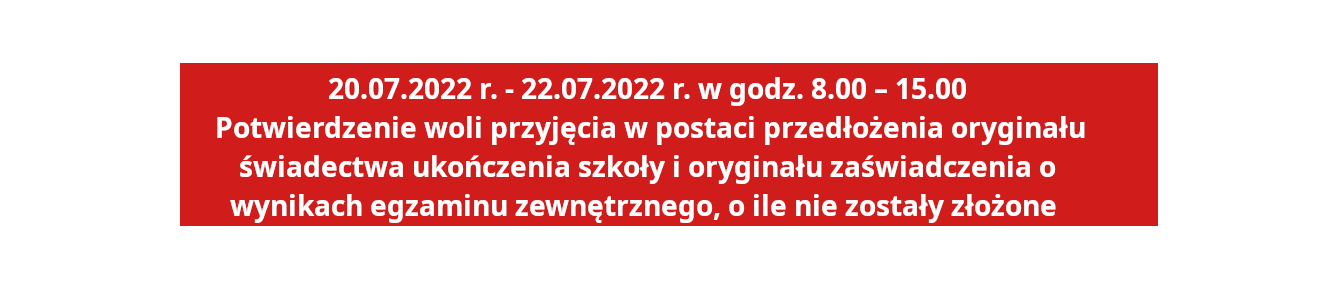 20.07.2022 r. - 22.07.2022 r. w godz. 8.00 – 15.00
Potwierdzenie woli przyjęcia w postaci przedłożenia oryginału
świadectwa ukończenia szkoły i oryginału zaświadczenia o
wynikach egzaminu zewnętrznego, o ile nie zostały złożone